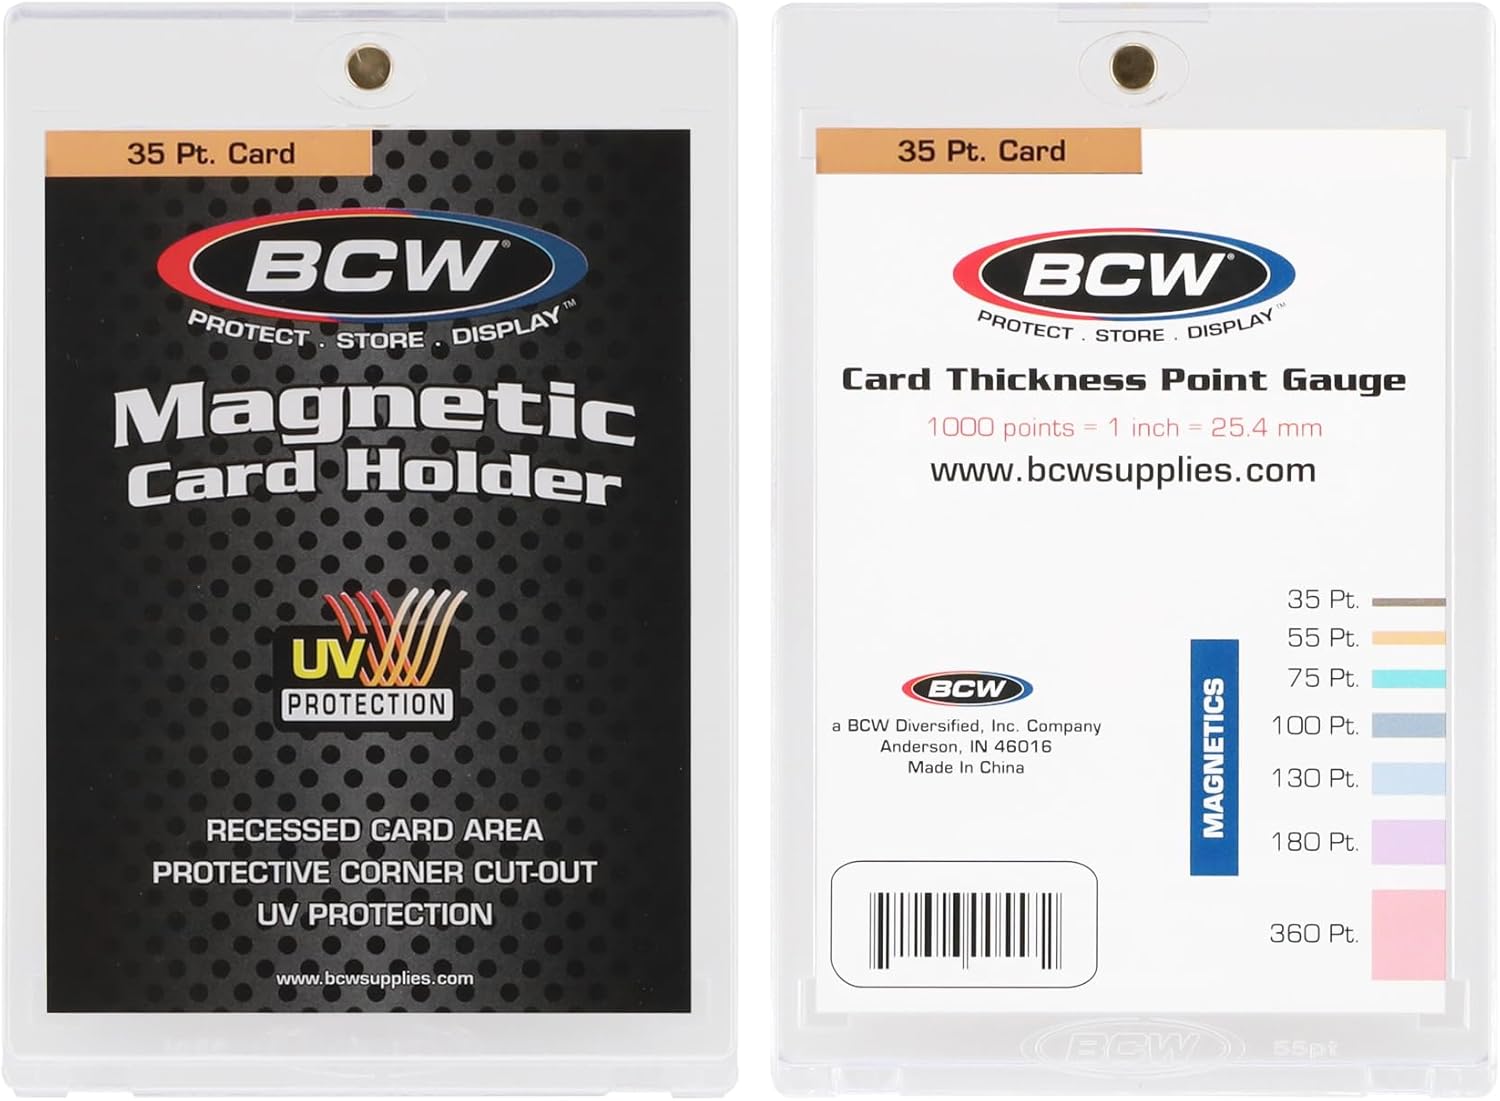 35 Pt. Card
BCW®
PROTECT . STORE . DISPLAY™
Magnetic
Card Holder
UV
PROTECTION
RECESSED CARD AREA
PROTECTIVE CORNER CUT-OUT
UV PROTECTION
www.bcwsupplies.com
35 Pt. Card
BCW®
PROTECT . STORE . DISPLAY™
Card Thickness Point Gauge
1000 points = 1 inch = 25.4 mm
www.bcwsupplies.com
35 Pt.
55 Pt.
75 Pt.
100 Pt.
130 Pt.
180 Pt.
360 Pt.
MAGNETICS
BCW
a BCW Diversified, Inc. Company
Anderson, IN 46016
Made In China
BCW 55pt